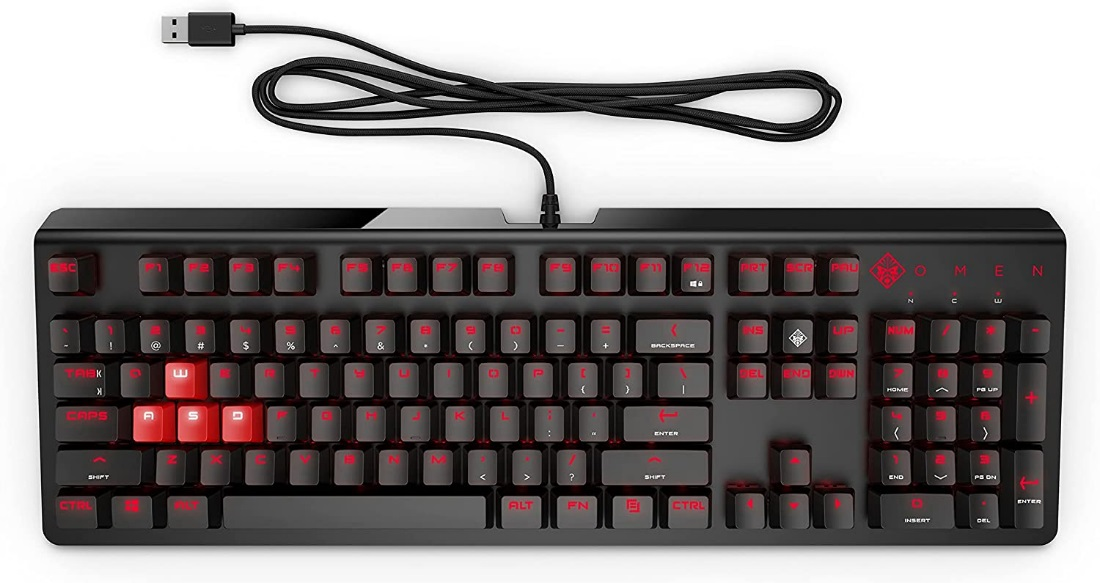 ESC F1 F2 F3 F4 F5 F6 F7 F8 F9 F10 F11 F12 PRT SCR PAU OMEN
N C W
` 1 2 3 4 5 6 7 8 9 0 - = INS UP NUM / * -
~ ! @ # $ % ^ & * ( ) _ + BACKSPACE
TAB Q W E R T Y U I O P [ ] \ DEL END DWN 7 8 9 +
{ } | HOME PG UP
CAPS A S D F G H J K L ; ' 4 5 6
: " ENTER
Z X C V B N M , . / 1 2 3
SHIFT < > ? SHIFT END PG DN ENTER
CTRL ALT ALT FN CTRL 0 .
INSERT DEL